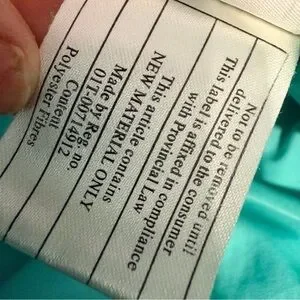 Not to be removed until
delivered to the consumer
This label is affixed in compliance
with Provincial Law
This article contains
NEW MATERIAL ONLY
Made by Reg. no.
01T-00714912
Content
Polyester Fibres